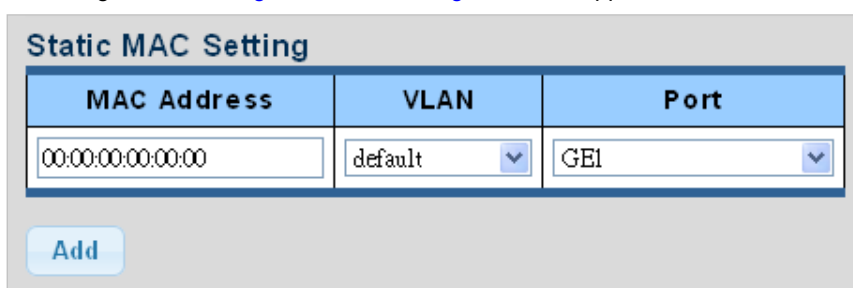 Static MAC Setting
MAC Address VLAN Port
00:00:00:00:00:00 default GE1
Add